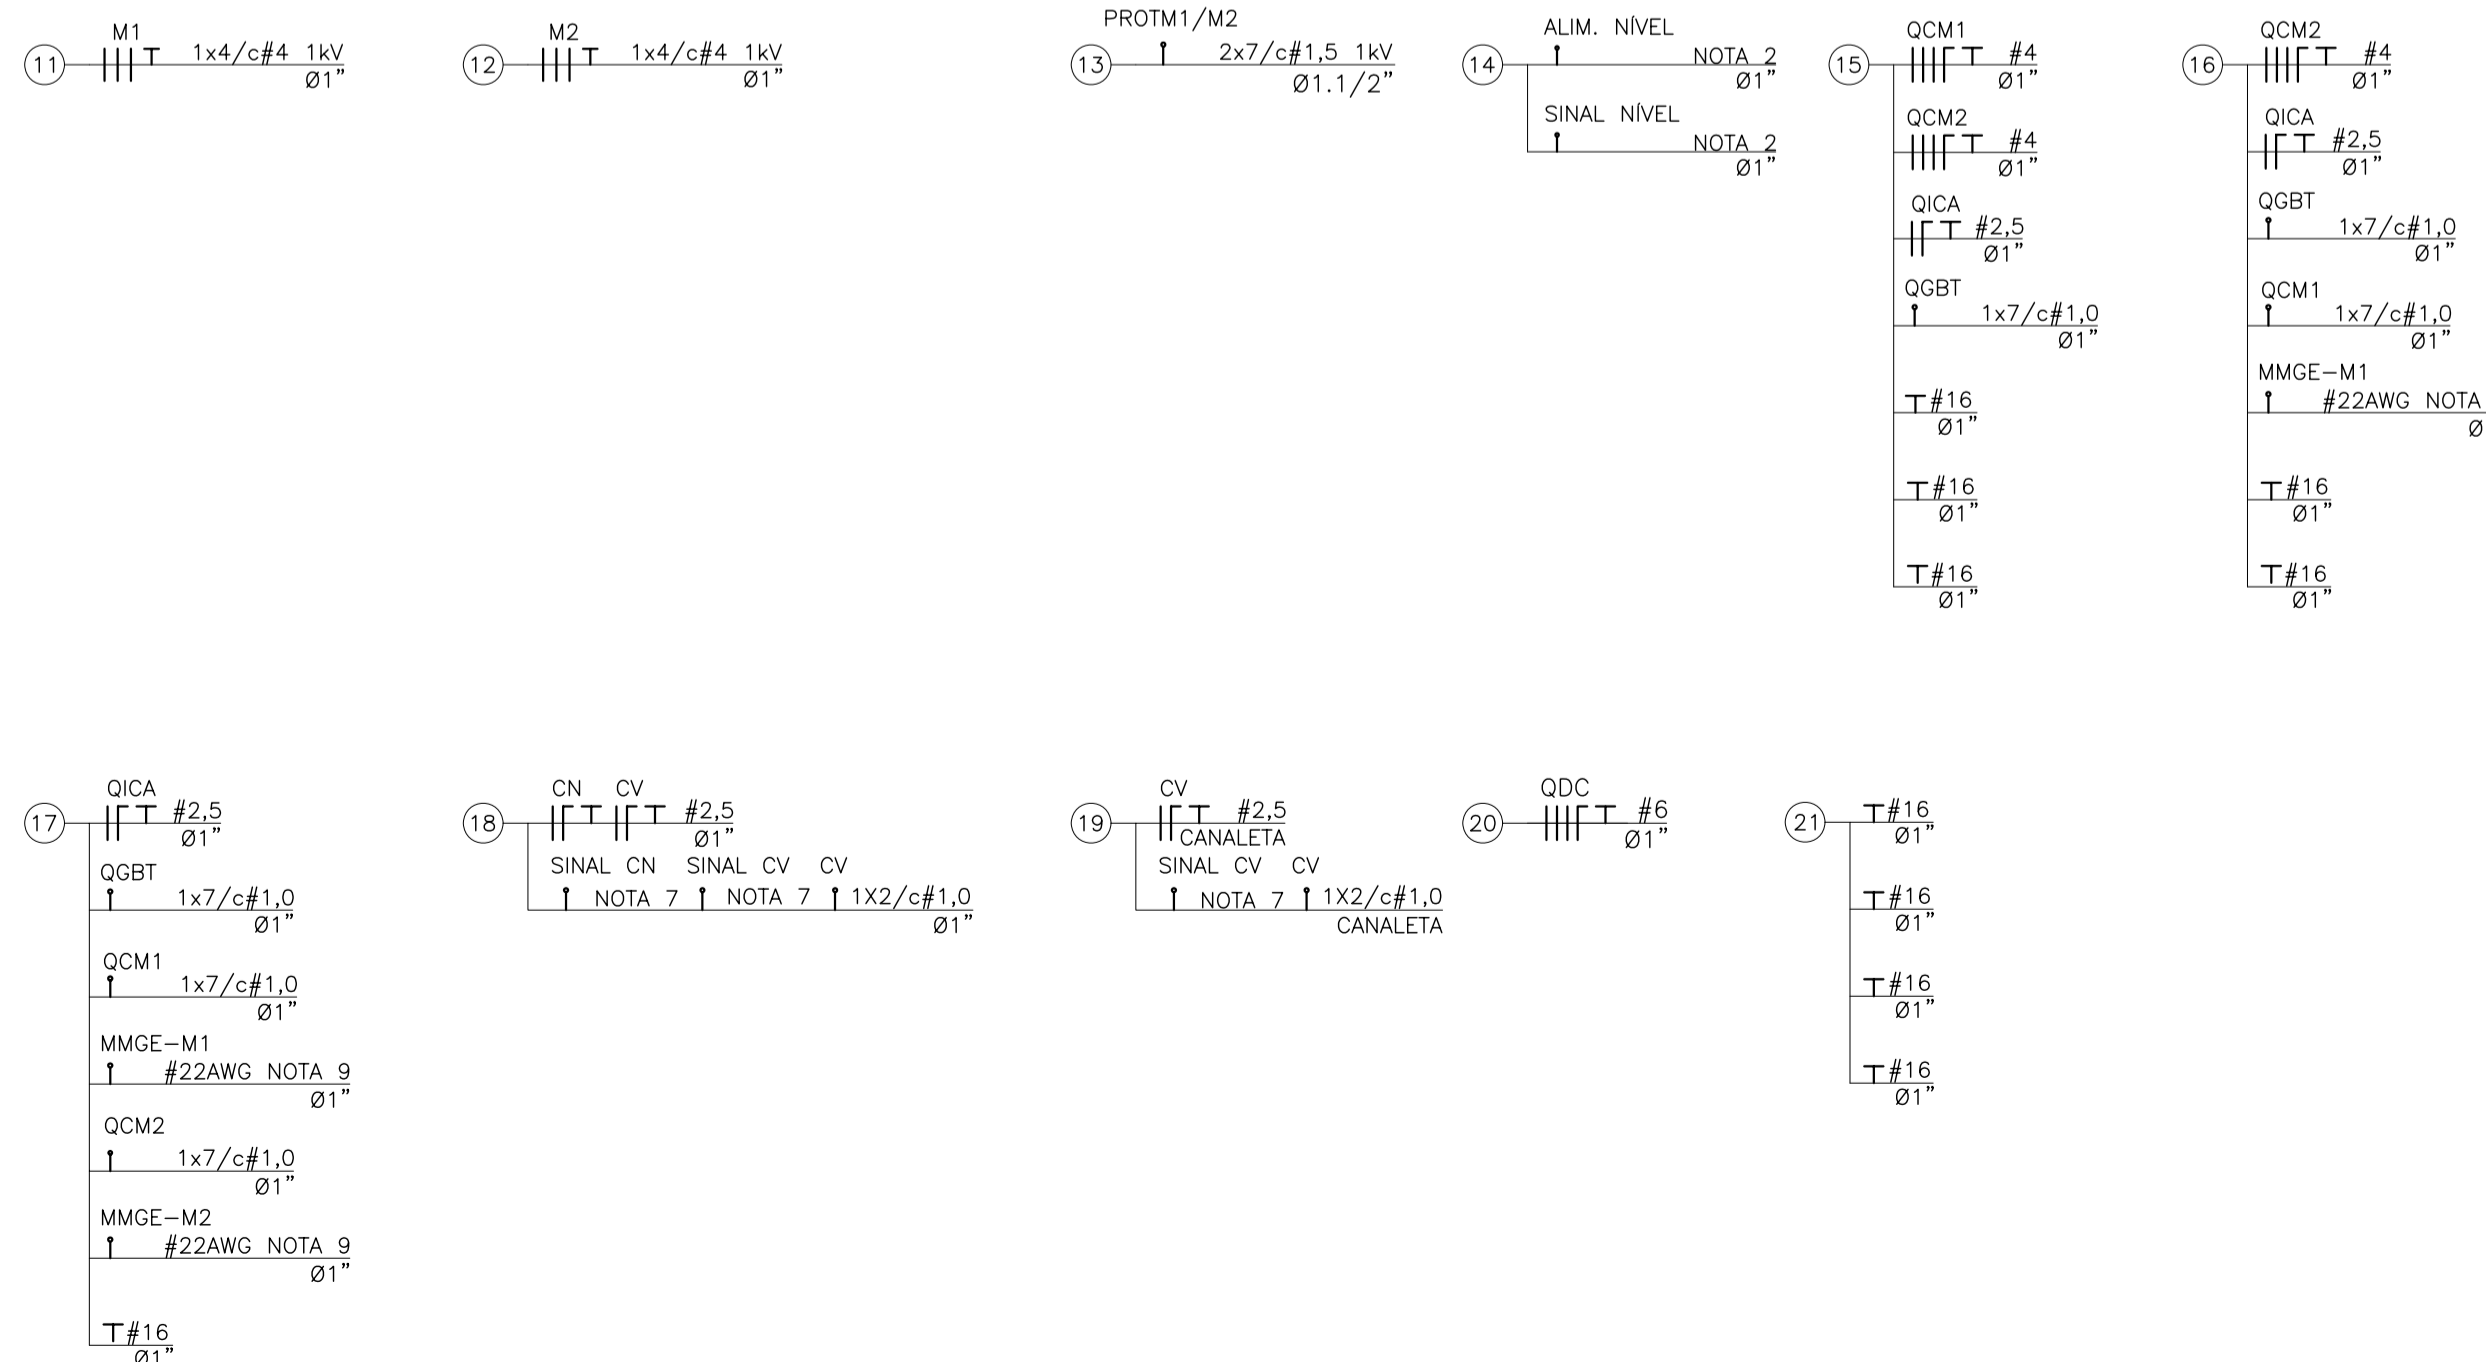 11
M1
1x4/c#4 1kV
Ø1"
12
M2
1x4/c#4 1kV
Ø1"
13
PROTM1/M2
2x7/c#1,5 1kV
Ø1.1/2"
14
ALIM. NÍVEL
NOTA 2
Ø1"
SINAL NÍVEL
NOTA 2
Ø1"
15
QCM1
#4
Ø1"
QCM2
#4
Ø1"
QICA
#2,5
Ø1"
QGBT
1x7/c#1,0
Ø1"
#16
Ø1"
#16
Ø1"
#16
Ø1"
16
QCM2
#4
Ø1"
QICA
#2,5
Ø1"
QGBT
1x7/c#1,0
Ø1"
QCM1
1x7/c#1,0
Ø1"
MMGE-M1
#22AWG NOTA
Ø
#16
Ø1"
#16
Ø1"
17
QICA
#2,5
Ø1"
QGBT
1x7/c#1,0
Ø1"
QCM1
1x7/c#1,0
Ø1"
MMGE-M1
#22AWG NOTA 9
Ø1"
QCM2
1x7/c#1,0
Ø1"
MMGE-M2
#22AWG NOTA 9
Ø1"
#16
Ø1"
18
CN CV
#2,5
Ø1"
SINAL CN SINAL CV CV
NOTA 7 NOTA 7 1X2/c#1,0
Ø1"
19
CV
#2,5
CANALETA
SINAL CV CV
NOTA 7 1X2/c#1,0
CANALETA
20
QDC
#6
Ø1"
21
#16
Ø1"
#16
Ø1"
#16
Ø1"
#16
Ø1"